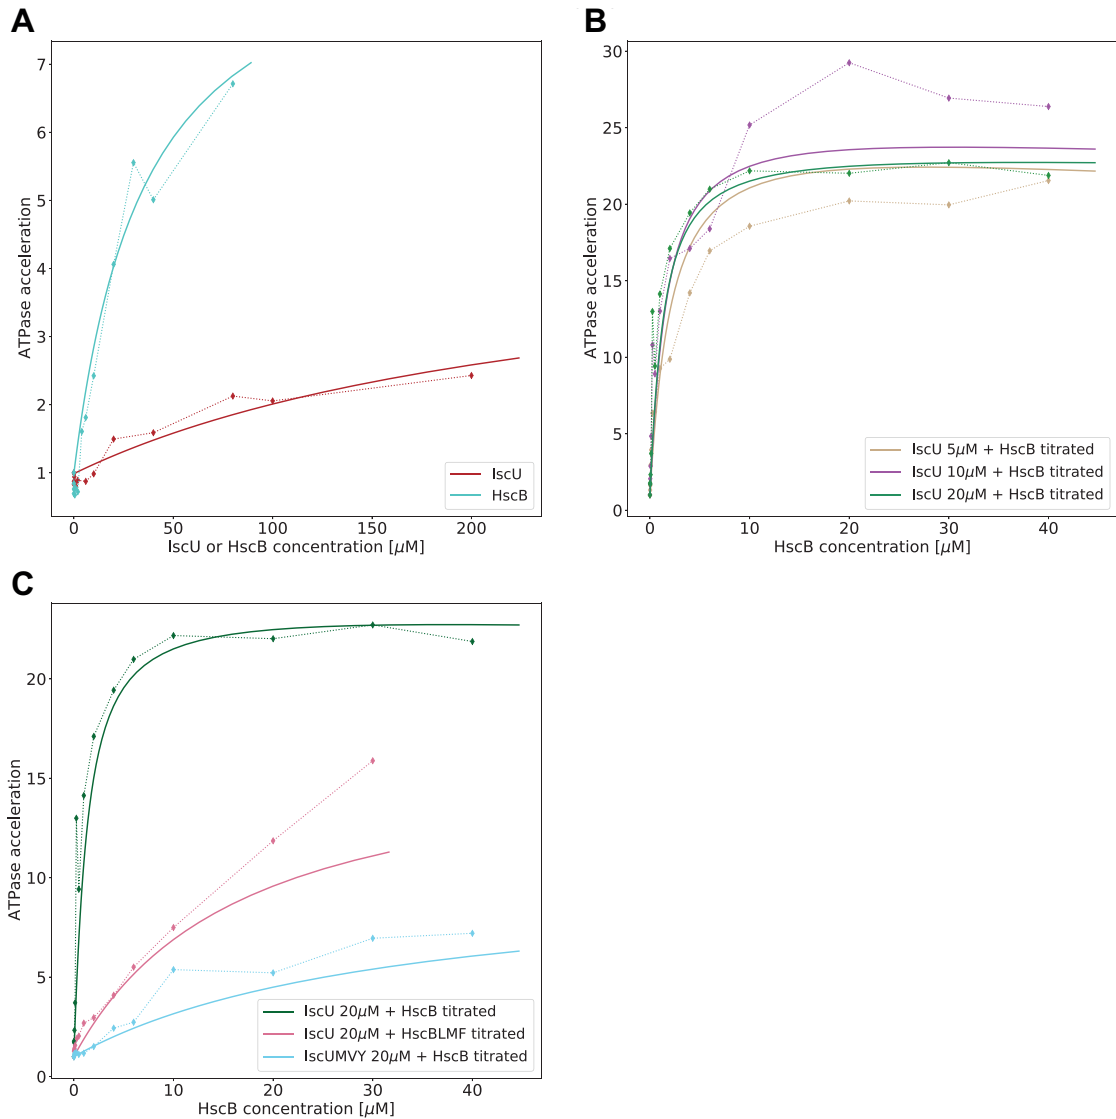 A
ATPase acceleration
7
6
5
4
3
2
1
0 50 100 150 200
IscU or HscB concentration [μM]
IscU
HscB
B
ATPase acceleration
30
25
20
15
10
5
0
0 10 20 30 40
HscB concentration [μM]
IscU 5μM + HscB titrated
IscU 10μM + HscB titrated
IscU 20μM + HscB titrated
C
ATPase acceleration
20
15
10
5
0
0 10 20 30 40
HscB concentration [μM]
IscU 20μM + HscB titrated
IscU 20μM + HscBLMF titrated
IscUMVY 20μM + HscB titrated